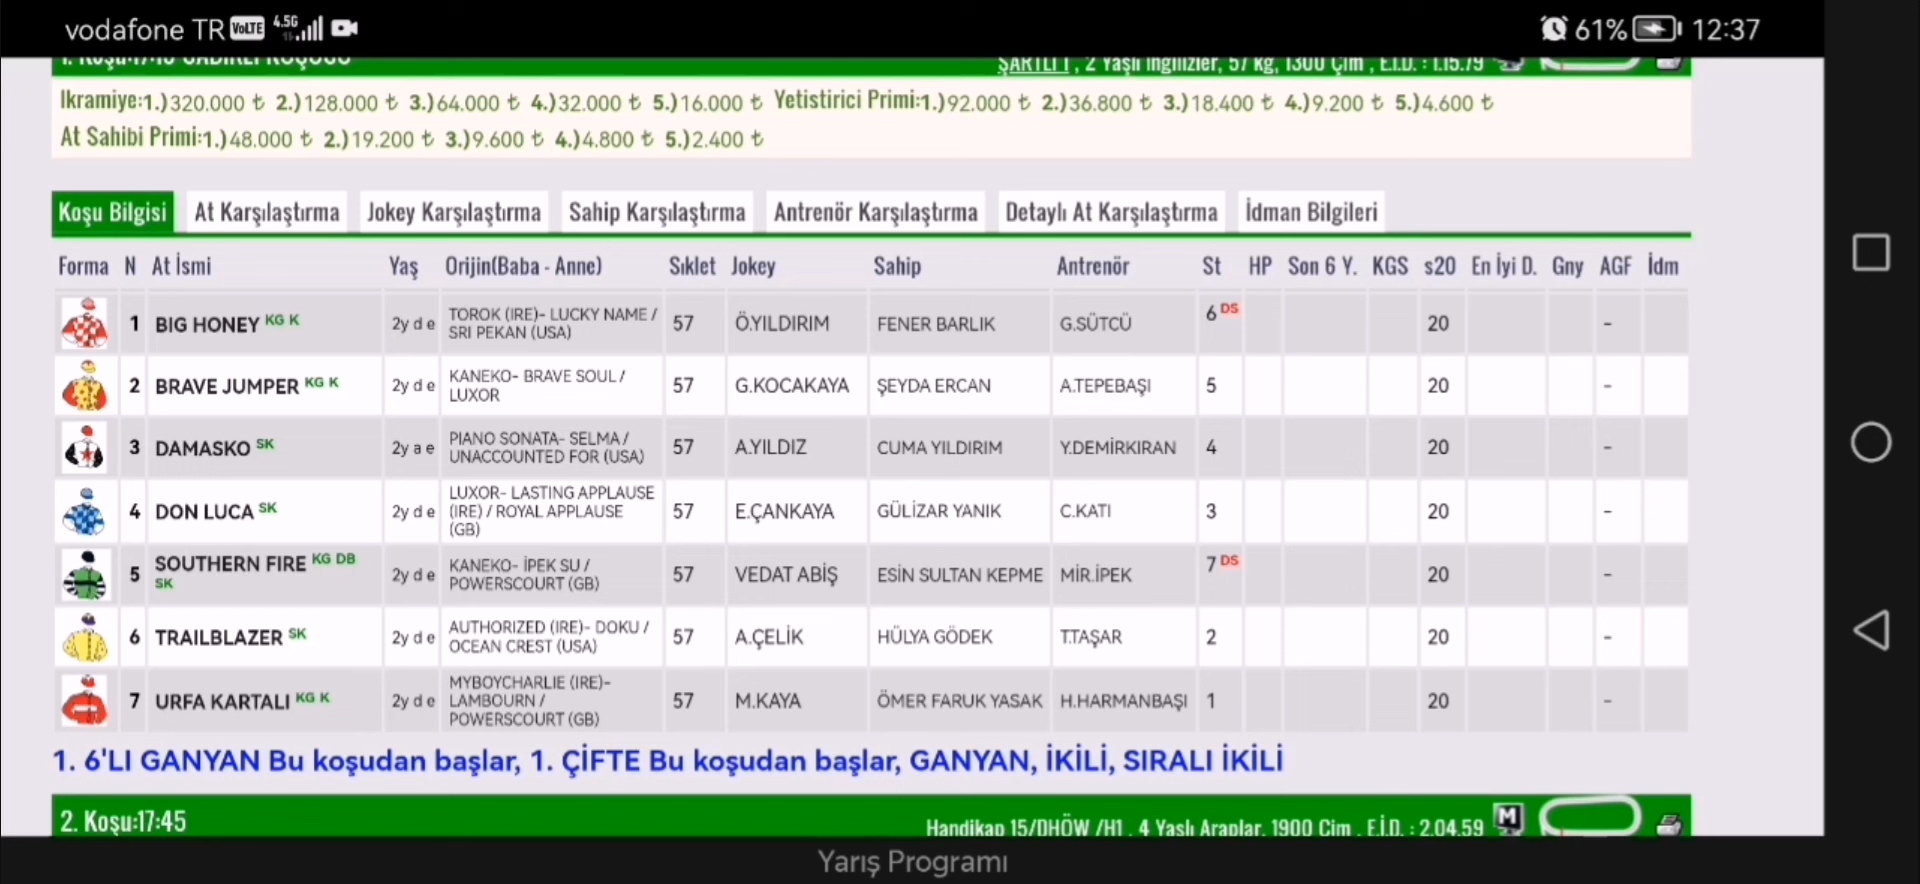 vodafone TR VoLTE 4.5G 61% 12:37
ŞARTLI 1 , 2 Yaşlı İngilizler, 57 kg, 1300 Çim , E.İ.D. : 1.15.79
Ikramiye:1.)320.000 ₺ 2.)128.000 ₺ 3.)64.000 ₺ 4.)32.000 ₺ 5.)16.000 ₺ Yetistirici Primi:1.)92.000 ₺ 2.)36.800 ₺ 3.)18.400 ₺ 4.)9.200 ₺ 5.)4.600 ₺
At Sahibi Primi:1.)48.000 ₺ 2.)19.200 ₺ 3.)9.600 ₺ 4.)4.800 ₺ 5.)2.400 ₺
Koşu Bilgisi At Karşılaştırma Jokey Karşılaştırma Sahip Karşılaştırma Antrenör Karşılaştırma Detaylı At Karşılaştırma İdman Bilgileri
Forma N At İsmi Yaş Orijin(Baba - Anne) Sıklet Jokey Sahip Antrenör St HP Son 6 Y. KGS s20 En İyi D. Gny AGF İdm
1 BIG HONEY KG K 2y d e TOROK (IRE)- LUCKY NAME / SRI PEKAN (USA) 57 Ö.YILDIRIM FENER BARLIK G.SÜTCÜ 6 DS 20 -
2 BRAVE JUMPER KG K 2y d e KANEKO- BRAVE SOUL / LUXOR 57 G.KOCAKAYA ŞEYDA ERCAN A.TEPEBAŞI 5 20 -
3 DAMASKO SK 2y a e PIANO SONATA- SELMA / UNACCOUNTED FOR (USA) 57 A.YILDIZ CUMA YILDIRIM Y.DEMİRKIRAN 4 20 -
4 DON LUCA SK 2y d e LUXOR- LASTING APPLAUSE (IRE) / ROYAL APPLAUSE (GB) 57 E.ÇANKAYA GÜLİZAR YANIK C.KATI 3 20 -
5 SOUTHERN FIRE KG DB SK 2y d e KANEKO- İPEK SU / POWERSCOURT (GB) 57 VEDAT ABİŞ ESİN SULTAN KEPME MİR.İPEK 7 DS 20 -
6 TRAILBLAZER SK 2y d e AUTHORIZED (IRE)- DOKU / OCEAN CREST (USA) 57 A.ÇELİK HÜLYA GÖDEK T.TAŞAR 2 20 -
7 URFA KARTALI KG K 2y d e MYBOYCHARLIE (IRE)- LAMBOURN / POWERSCOURT (GB) 57 M.KAYA ÖMER FARUK YASAK H.HARMANBAŞI 1 20 -
1. 6'LI GANYAN Bu koşudan başlar, 1. ÇİFTE Bu koşudan başlar, GANYAN, İKİLİ, SIRALI İKİLİ
2. Koşu:17:45 Handikap 15/DHÖW /H1 , 4 Yaşlı Araplar, 1900 Çim , E.İ.D. : 2.04.59 M
Yarış Programı